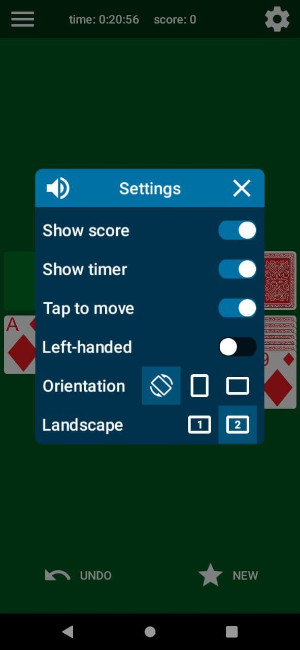 time: 0:20:56 score: 0
Settings
Show score
Show timer
Tap to move
Left-handed
Orientation
Landscape 1 2
A
9
UNDO NEW